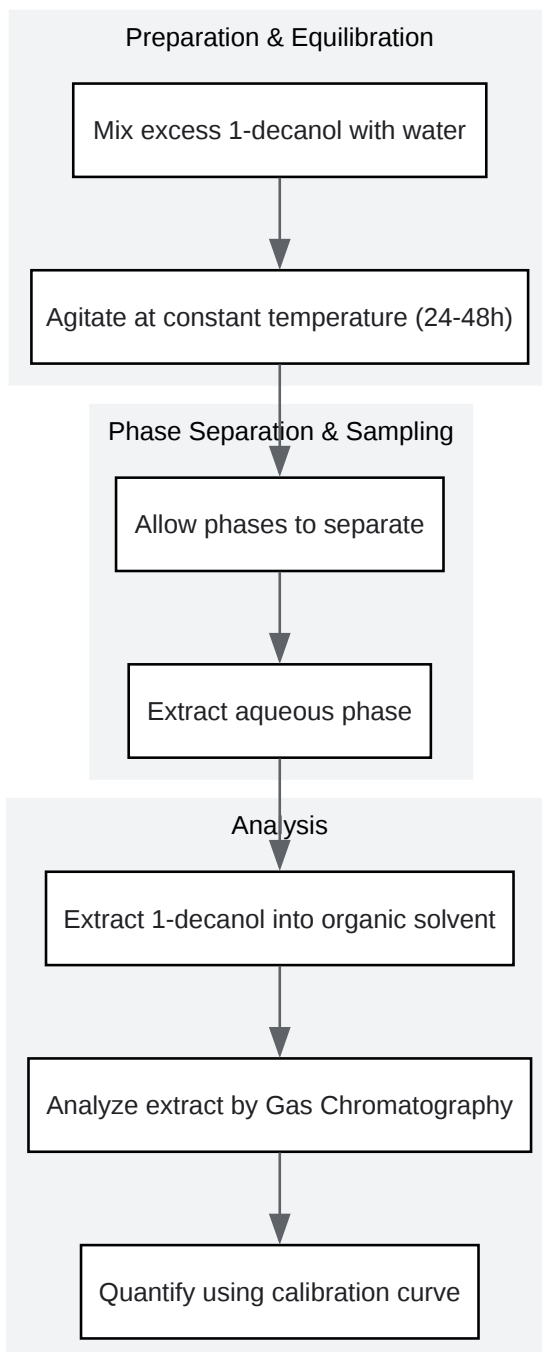 Preparation & Equilibration
Mix excess 1-decanol with water
Agitate at constant temperature (24-48h)
Phase Separation & Sampling
Allow phases to separate
Extract aqueous phase
Analysis
Extract 1-decanol into organic solvent
Analyze extract by Gas Chromatography
Quantify using calibration curve